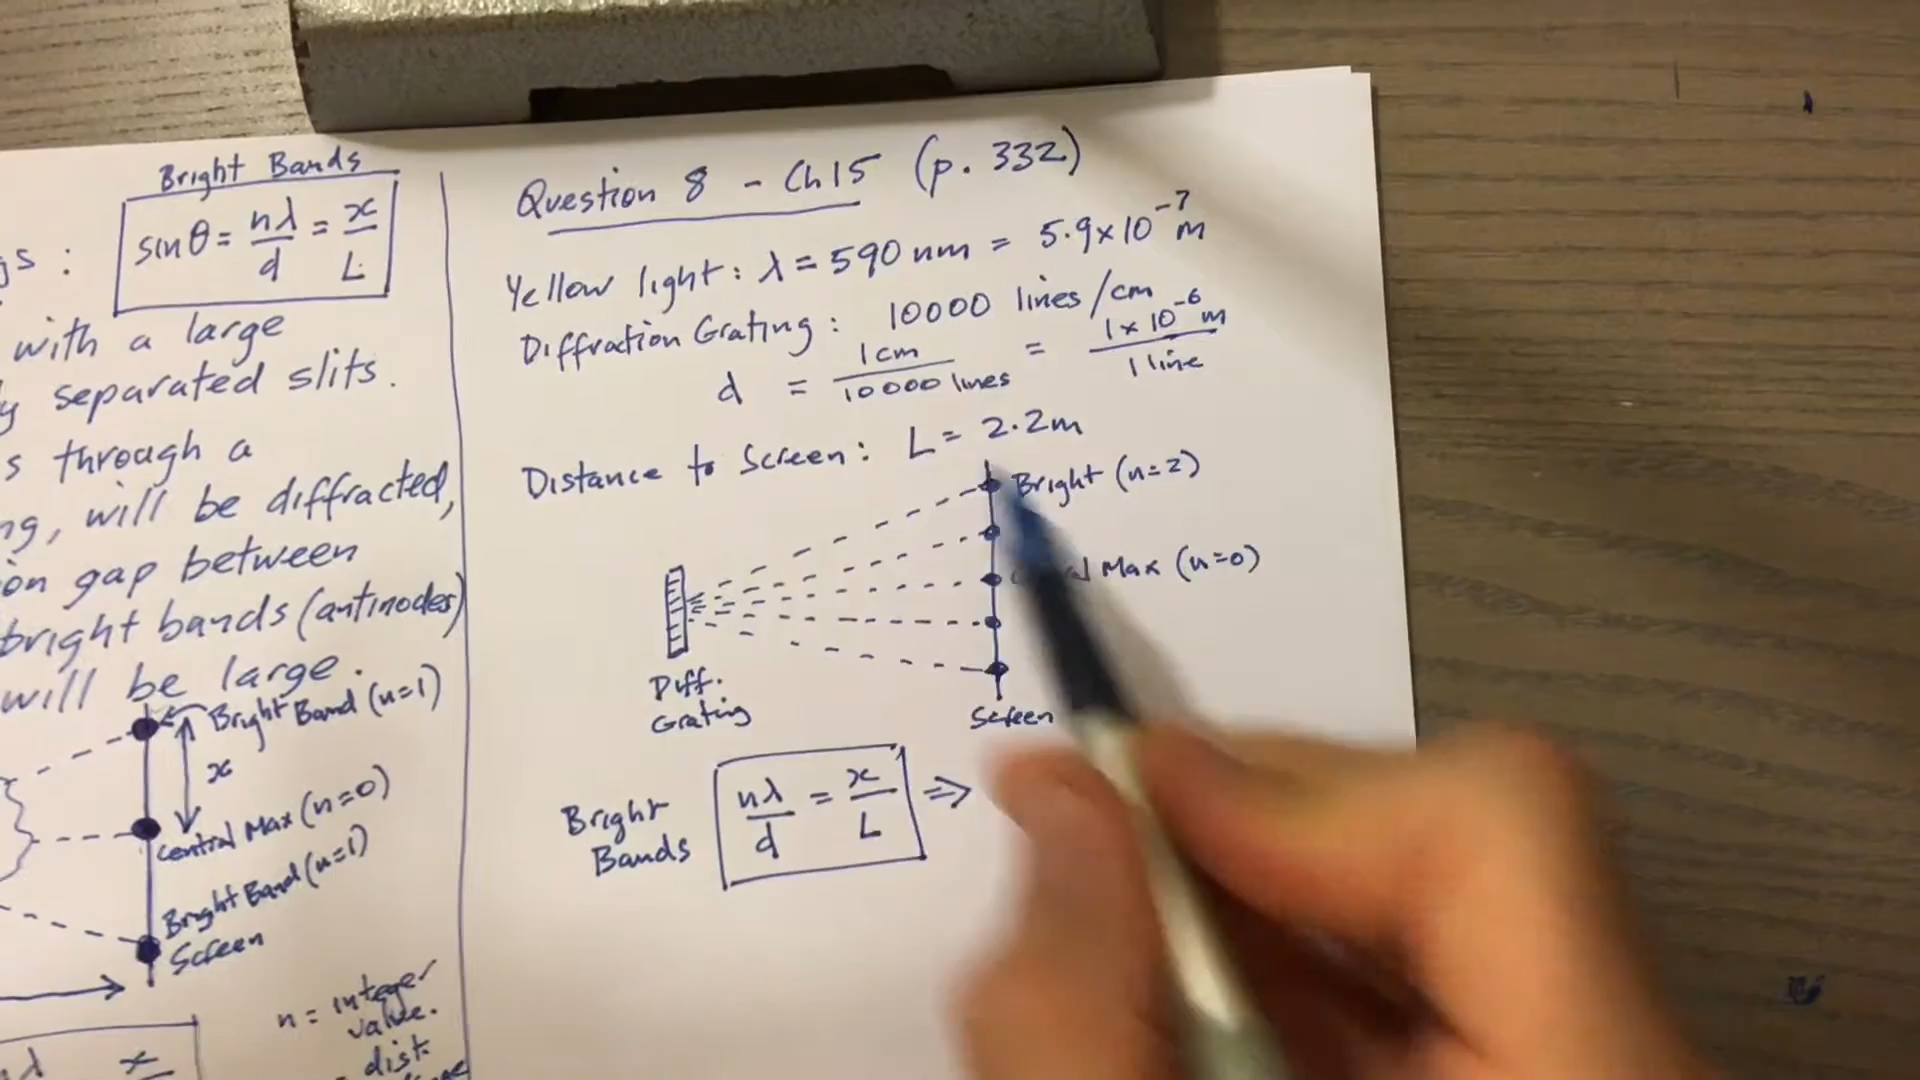 Bright Bands
sinθ = nλ/d = x/L
gs :
with a large
y separated slits.
s through a
ng, will be diffracted,
on gap between
bright bands (antinodes)
will be large.
Bright Band (n=1)
x
Central Max (n=0)
Bright Band (n=1)
Screen
n = integer
value.
dist.
x
Question 8 - Ch15 (p. 332)
Yellow light: λ = 590 nm = 5.9×10⁻⁷ m
Diffraction Grating : 10000 lines/cm
d = 1cm/10000 lines = 1×10⁻⁶ m/1 line
Distance to Screen: L = 2.2m
Bright (n=2)
Max (n=0)
Diff.
Grating
Screen
Bright
Bands
nλ/d = x/L ⇒